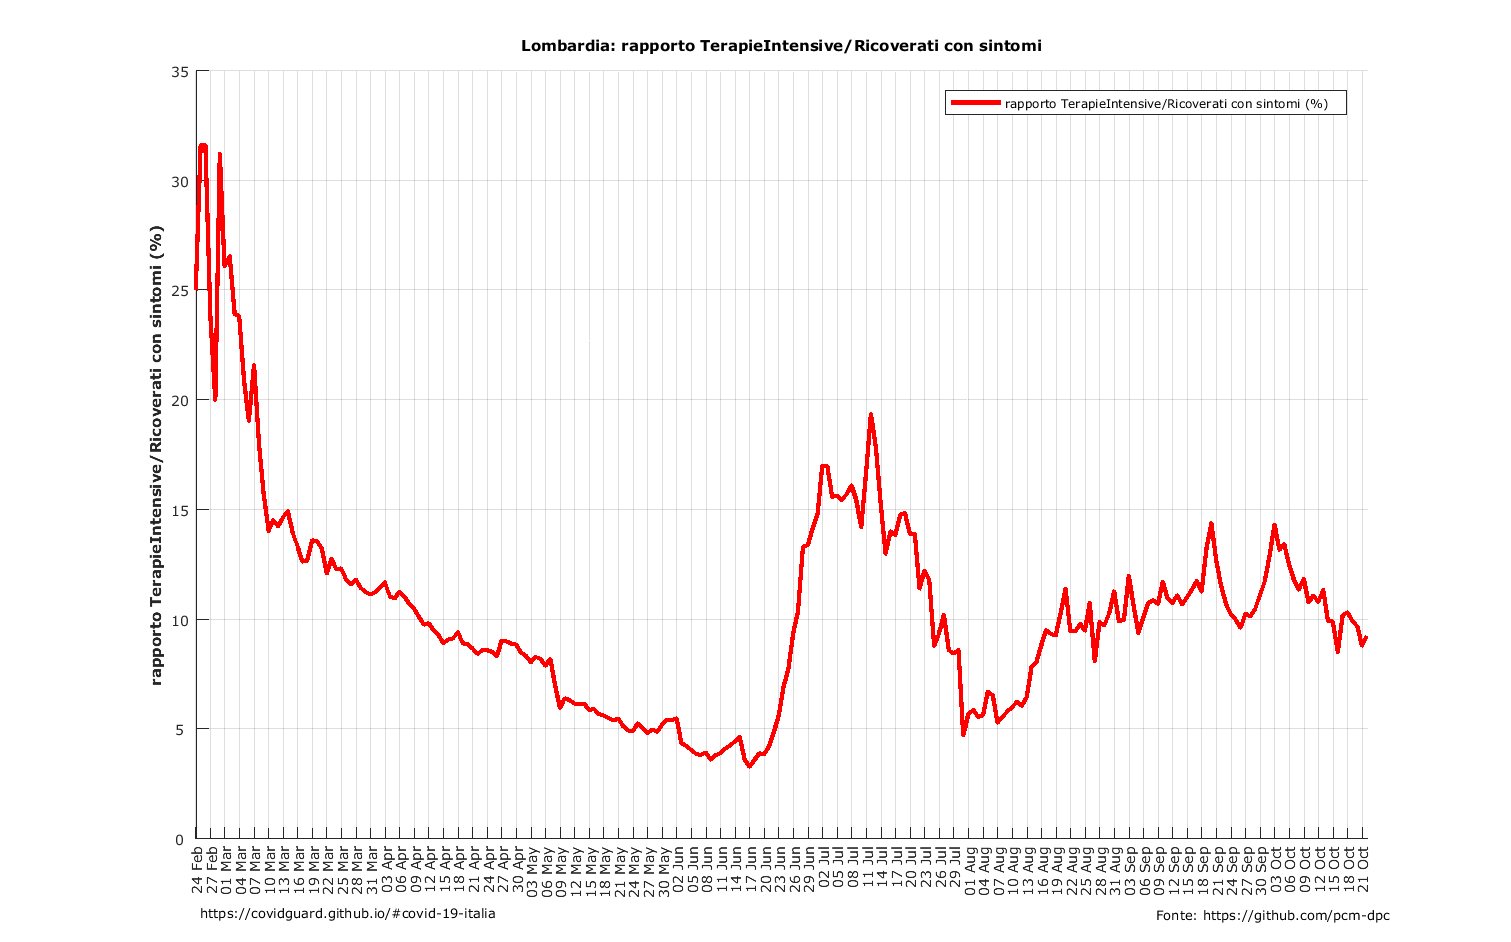 Lombardia: rapporto TerapieIntensive/Ricoverati con sintomi
rapporto TerapieIntensive/Ricoverati con sintomi (%)
rapporto TerapieIntensive/Ricoverati con sintomi (%)
35
30
25
20
15
10
5
0
24 Feb
27 Feb
01 Mar
04 Mar
07 Mar
10 Mar
13 Mar
16 Mar
19 Mar
22 Mar
25 Mar
28 Mar
31 Mar
03 Apr
06 Apr
09 Apr
12 Apr
15 Apr
18 Apr
21 Apr
24 Apr
27 Apr
30 Apr
03 May
06 May
09 May
12 May
15 May
18 May
21 May
24 May
27 May
30 May
02 Jun
05 Jun
08 Jun
11 Jun
14 Jun
17 Jun
20 Jun
23 Jun
26 Jun
29 Jun
02 Jul
05 Jul
08 Jul
11 Jul
14 Jul
17 Jul
20 Jul
23 Jul
26 Jul
29 Jul
01 Aug
04 Aug
07 Aug
10 Aug
13 Aug
16 Aug
19 Aug
22 Aug
25 Aug
28 Aug
31 Aug
03 Sep
06 Sep
09 Sep
12 Sep
15 Sep
18 Sep
21 Sep
24 Sep
27 Sep
30 Sep
03 Oct
06 Oct
09 Oct
12 Oct
15 Oct
18 Oct
21 Oct
https://covidguard.github.io/#covid-19-italia
Fonte: https://github.com/pcm-dpc